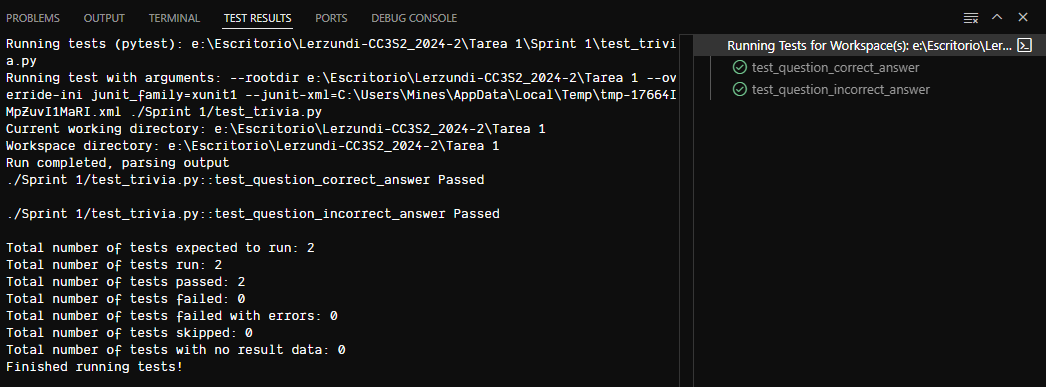 PROBLEMS OUTPUT TERMINAL TEST RESULTS PORTS DEBUG CONSOLE
Running tests (pytest): e:\Escritorio\Lerzundi-CC3S2_2024-2\Tarea 1\Sprint 1\test_trivi
a.py
Running test with arguments: --rootdir e:\Escritorio\Lerzundi-CC3S2_2024-2\Tarea 1 --ov
erride-ini junit_family=xunit1 --junit-xml=C:\Users\Mines\AppData\Local\Temp\tmp-17664I
MpZuvI1MaRI.xml ./Sprint 1/test_trivia.py
Current working directory: e:\Escritorio\Lerzundi-CC3S2_2024-2\Tarea 1
Workspace directory: e:\Escritorio\Lerzundi-CC3S2_2024-2\Tarea 1
Run completed, parsing output
./Sprint 1/test_trivia.py::test_question_correct_answer Passed
./Sprint 1/test_trivia.py::test_question_incorrect_answer Passed
Total number of tests expected to run: 2
Total number of tests run: 2
Total number of tests passed: 2
Total number of tests failed: 0
Total number of tests failed with errors: 0
Total number of tests skipped: 0
Total number of tests with no result data: 0
Finished running tests!
Running Tests for Workspace(s): e:\Escritorio\Ler...
test_question_correct_answer
test_question_incorrect_answer